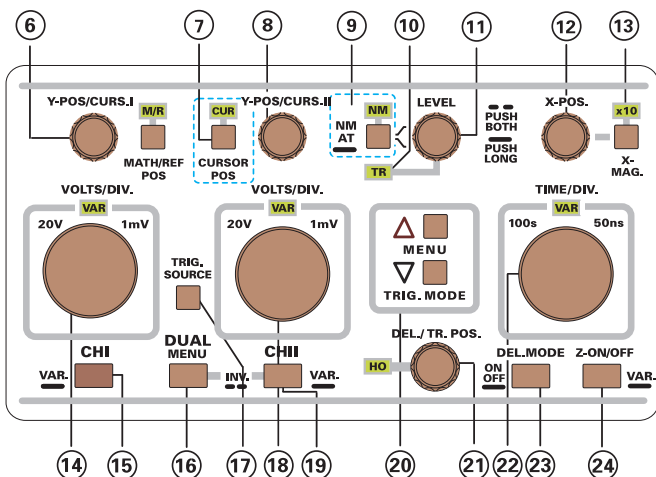 6 7 8 9 10 11 12 13
Y-POS/CURS.I
M/R
MATH/REF
POS
CUR
CURSOR
POS
Y-POS/CURS.II
NM
AT
NM
TR
LEVEL
PUSH
BOTH
PUSH
LONG
X-POS.
x10
X-
MAG.
VOLTS/DIV.
VAR
20V 1mV
TRIG.
SOURCE
VOLTS/DIV.
VAR
20V 1mV
MENU
TRIG. MODE
TIME/DIV.
VAR
100s 50ns
CHI
VAR.
DUAL
MENU
INV.
CHII
VAR.
DEL./ TR. POS.
HO
ON
OFF
DEL.MODE
Z-ON/OFF
VAR.
14 15 16 17 18 19 20 21 22 23 24